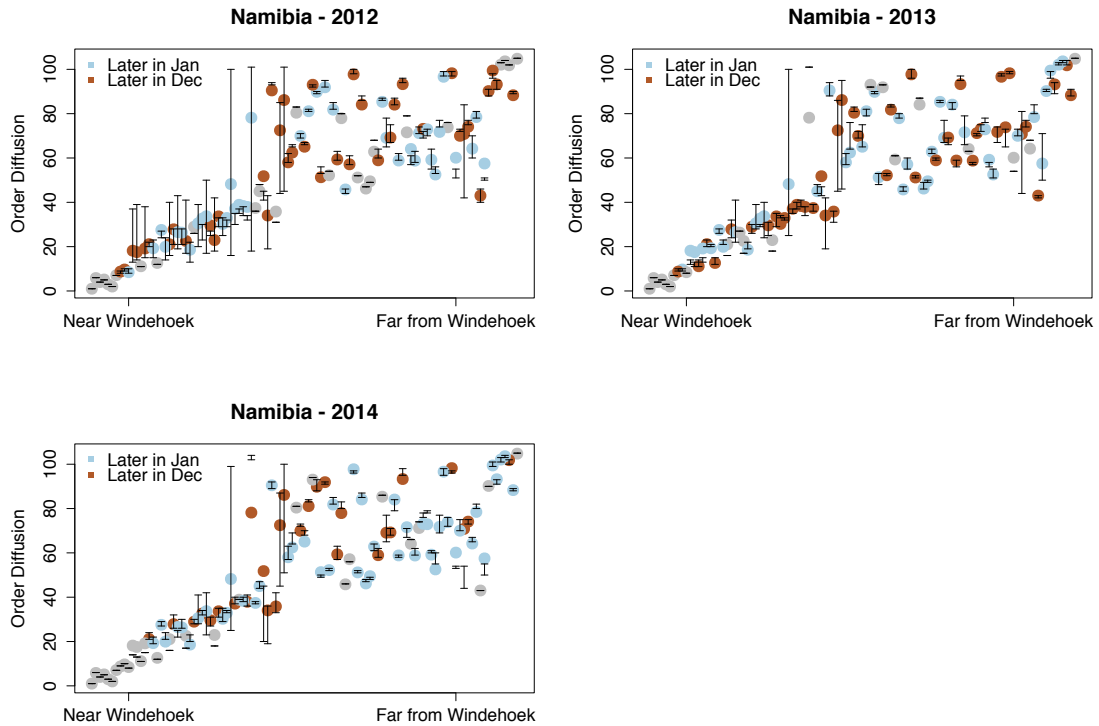 Namibia - 2012
Later in Jan
Later in Dec
Order Diffusion
0 20 40 60 80 100
Near Windehoek Far from Windehoek
Namibia - 2013
Later in Jan
Later in Dec
Order Diffusion
0 20 40 60 80 100
Near Windehoek Far from Windehoek
Namibia - 2014
Later in Jan
Later in Dec
Order Diffusion
0 20 40 60 80 100
Near Windehoek Far from Windehoek